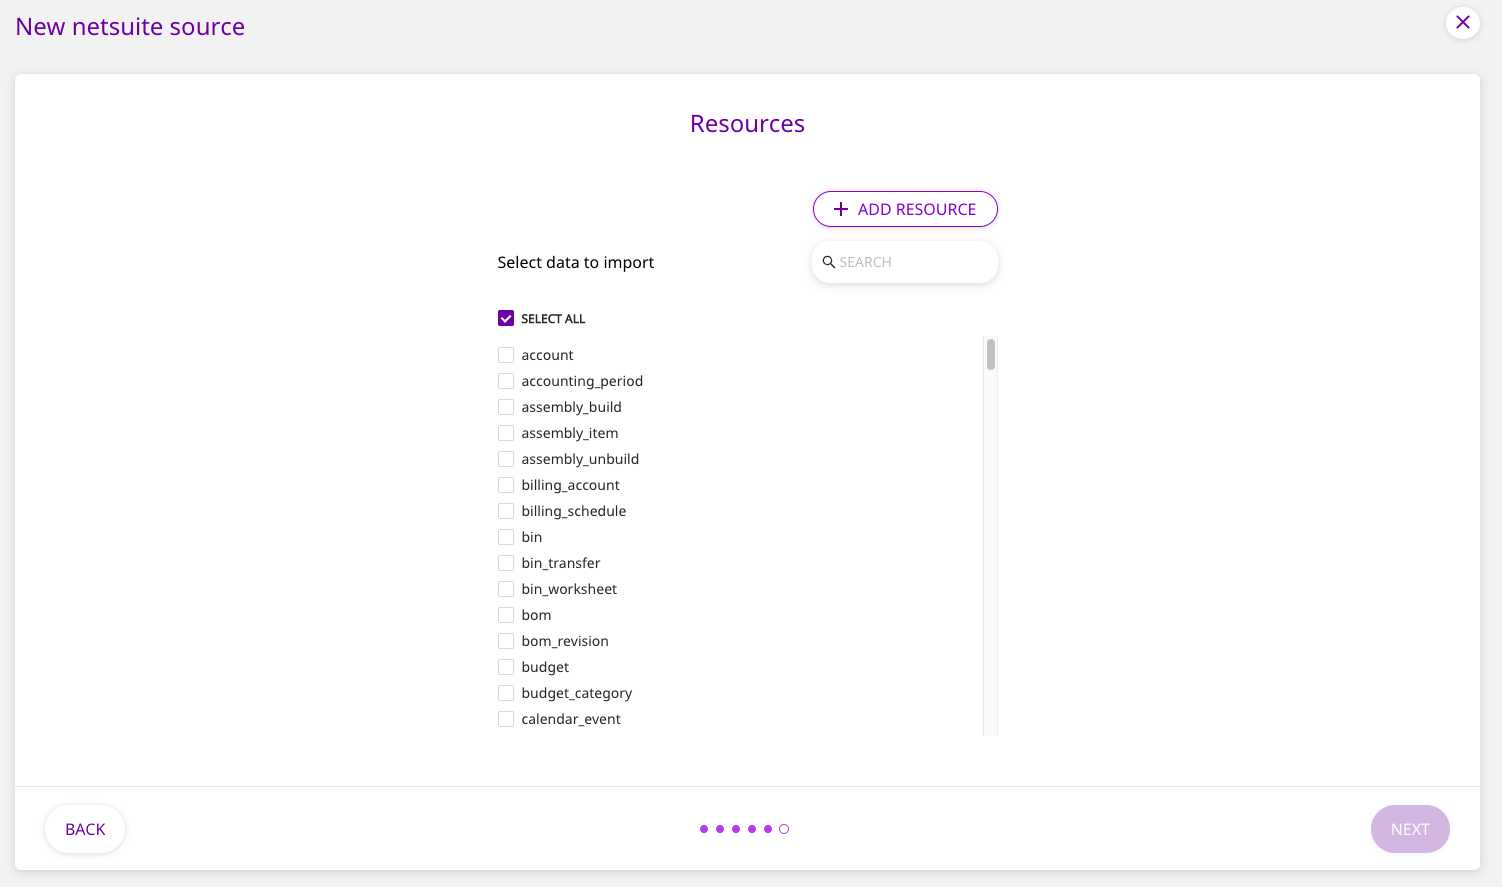 New netsuite source
Resources
ADD RESOURCE
Select data to import
SEARCH
SELECT ALL
account
accounting_period
assembly_build
assembly_item
assembly_unbuild
billing_account
billing_schedule
bin
bin_transfer
bin_worksheet
bom
bom_revision
budget
budget_category
calendar_event
BACK
NEXT